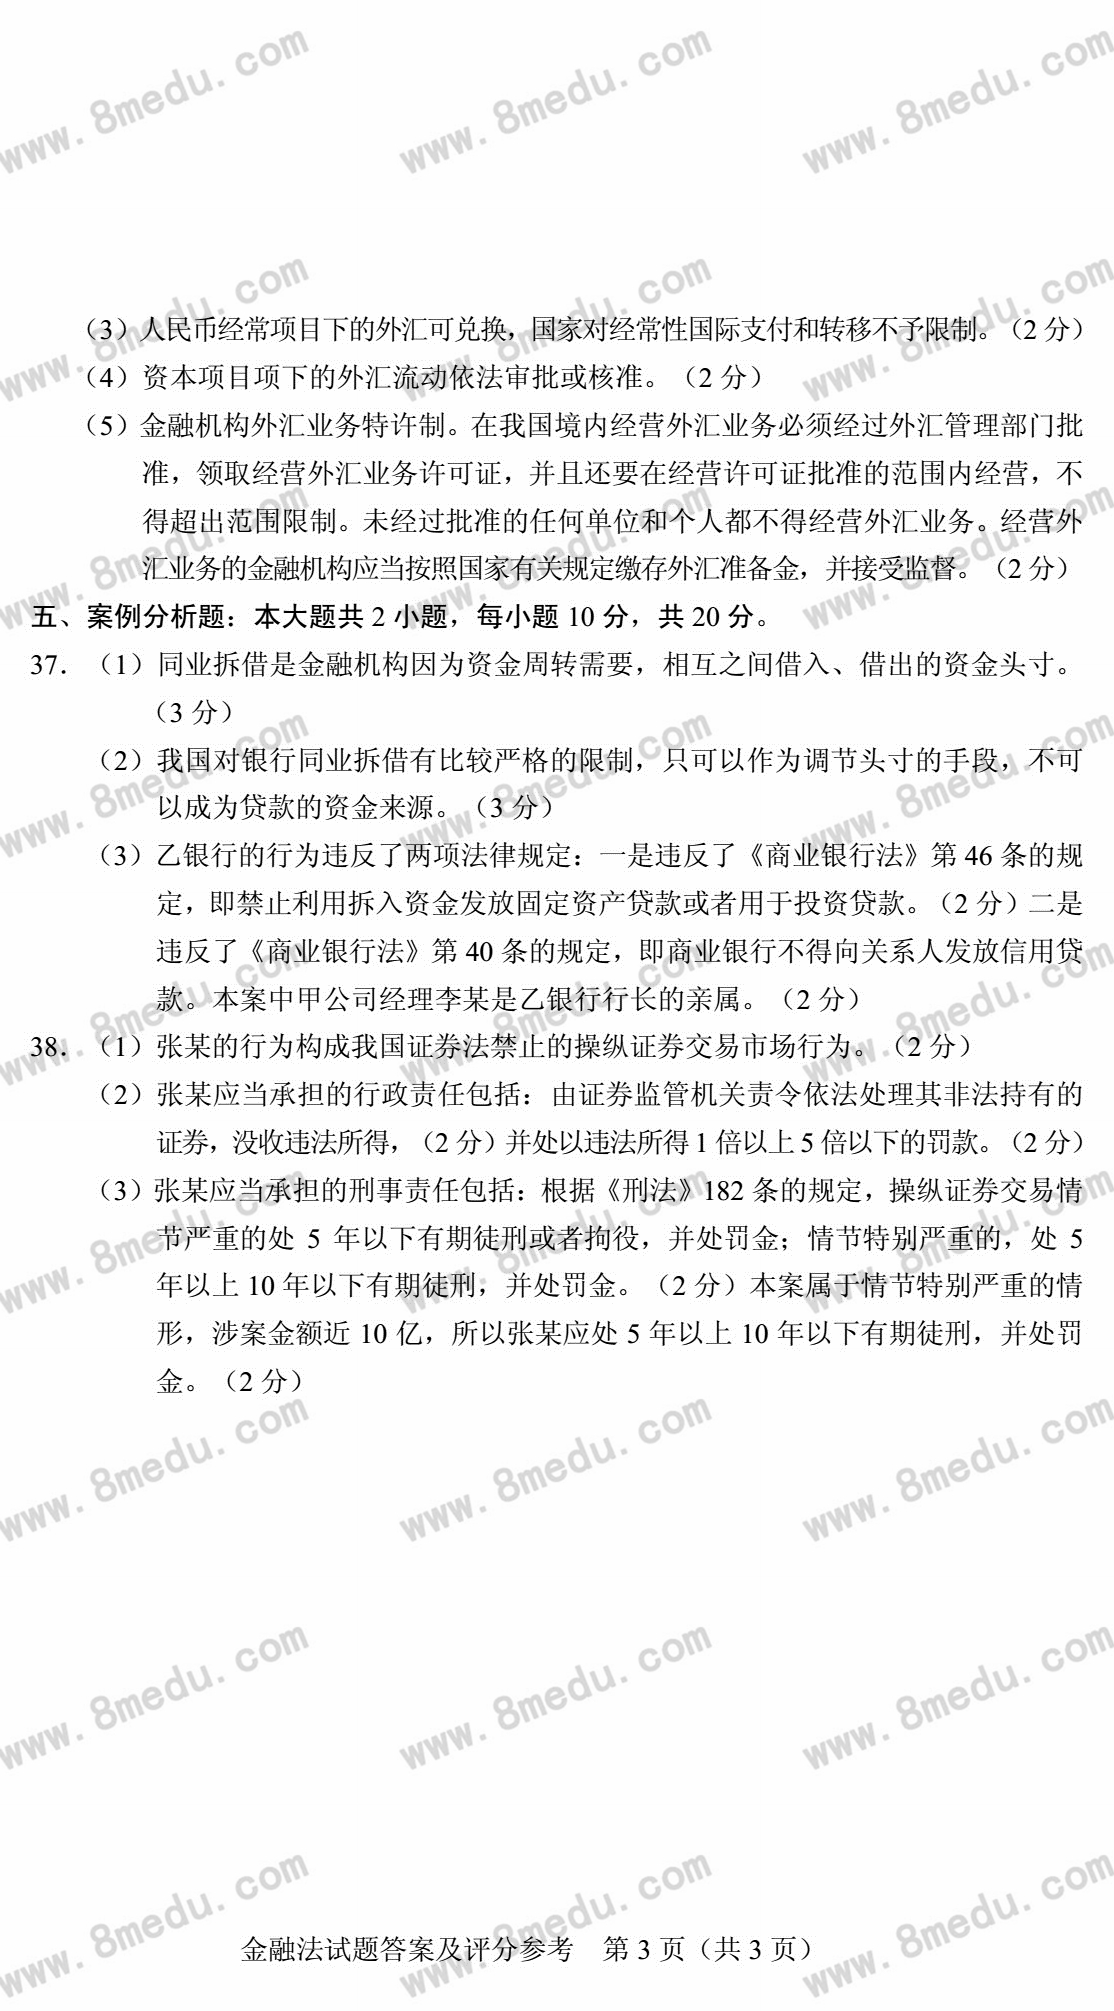 （3）人民币经常项目下的外汇可兑换，国家对经常性国际支付和转移不予限制。（2 分）
（4）资本项目项下的外汇流动依法审批或核准。（2 分）
（5）金融机构外汇业务特许制。在我国境内经营外汇业务必须经过外汇管理部门批
准，领取经营外汇业务许可证，并且还要在经营许可证批准的范围内经营，不
得超出范围限制。未经过批准的任何单位和个人都不得经营外汇业务。经营外
汇业务的金融机构应当按照国家有关规定缴存外汇准备金，并接受监督。（2 分）
五、案例分析题：本大题共 2 小题，每小题 10 分，共 20 分。
37．（1）同业拆借是金融机构因为资金周转需要，相互之间借入、借出的资金头寸。
（3 分）
（2）我国对银行同业拆借有比较严格的限制，只可以作为调节头寸的手段，不可
以成为贷款的资金来源。（3 分）
（3）乙银行的行为违反了两项法律规定：一是违反了《商业银行法》第 46 条的规
定，即禁止利用拆入资金发放固定资产贷款或者用于投资贷款。（2 分）二是
违反了《商业银行法》第 40 条的规定，即商业银行不得向关系人发放信用贷
款。本案中甲公司经理李某是乙银行行长的亲属。（2 分）
38．（1）张某的行为构成我国证券法禁止的操纵证券交易市场行为。（2 分）
（2）张某应当承担的行政责任包括：由证券监管机关责令依法处理其非法持有的
证券，没收违法所得，（2 分）并处以违法所得 1 倍以上 5 倍以下的罚款。（2 分）
（3）张某应当承担的刑事责任包括：根据《刑法》182 条的规定，操纵证券交易情
节严重的处 5 年以下有期徒刑或者拘役，并处罚金；情节特别严重的，处 5
年以上 10 年以下有期徒刑，并处罚金。（2 分）本案属于情节特别严重的情
形，涉案金额近 10 亿，所以张某应处 5 年以上 10 年以下有期徒刑，并处罚
金。（2 分）
金融法试题答案及评分参考 第 3 页（共 3 页）
www.8medu.com